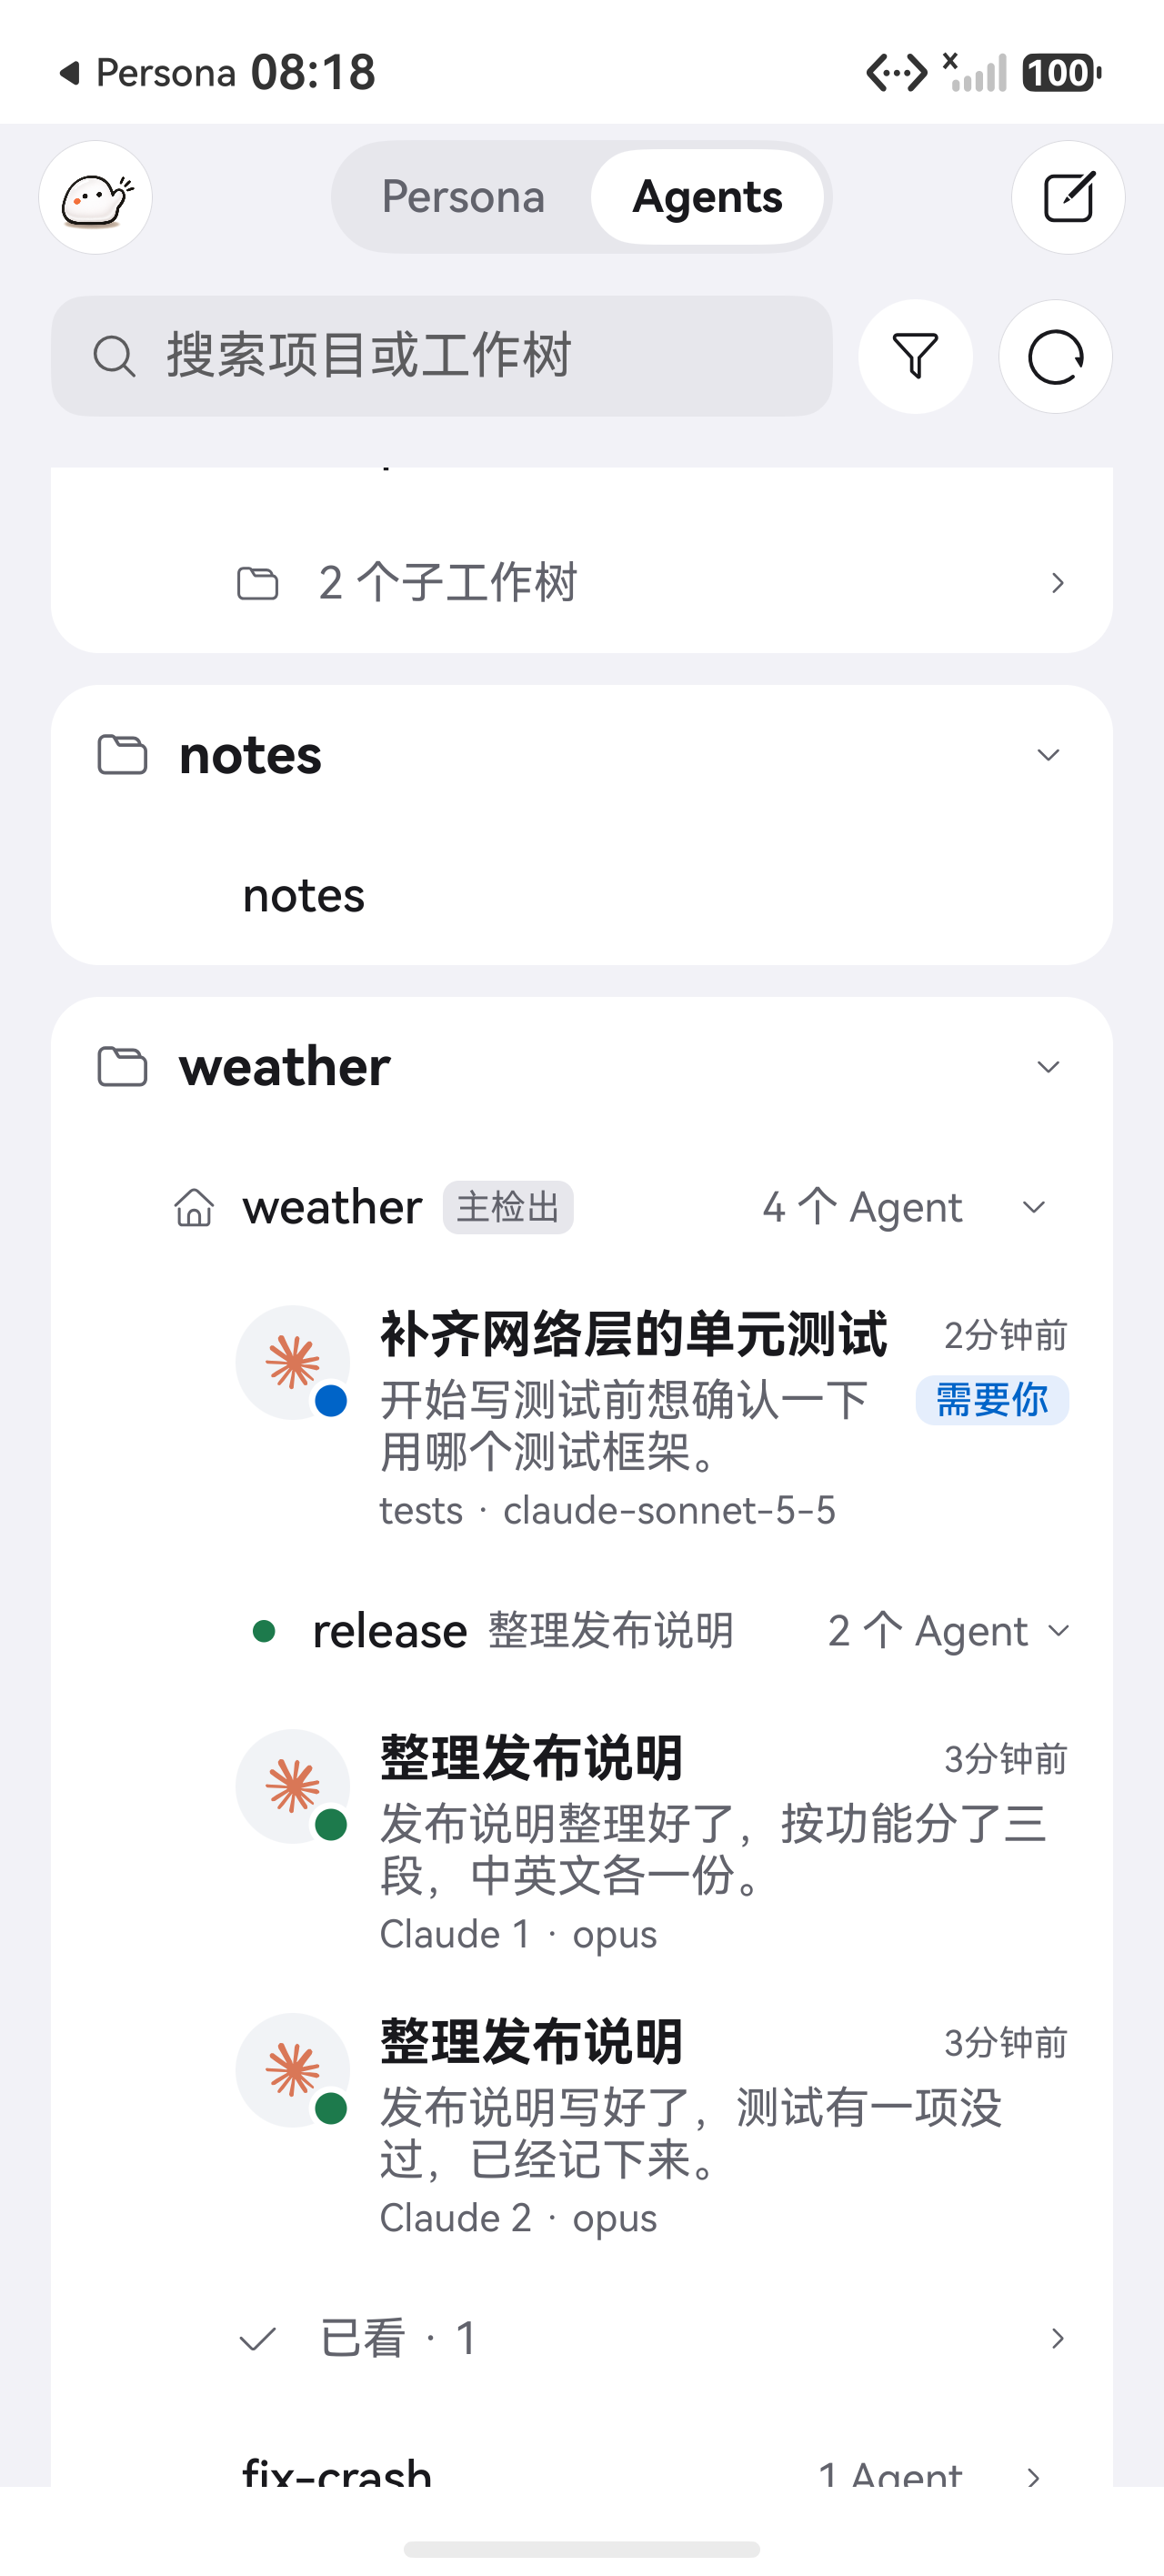 Persona 08:18
100
Persona
Agents
搜索项目或工作树
2 个子工作树
notes
notes
weather
weather 主检出 4 个 Agent
补齐网络层的单元测试 2分钟前
开始写测试前想确认一下 需要你
用哪个测试框架。
tests · claude-sonnet-5-5
release 整理发布说明 2 个 Agent
整理发布说明 3分钟前
发布说明整理好了，按功能分了三
段，中英文各一份。
Claude 1 · opus
整理发布说明 3分钟前
发布说明写好了，测试有一项没
过，已经记下来。
Claude 2 · opus
已看 · 1
fix-crash 1 Agent